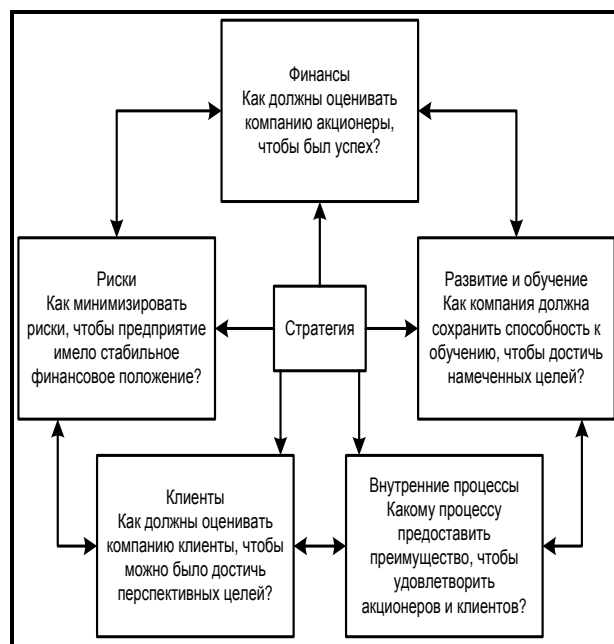 Финансы
Как должны оценивать
компанию акционеры,
чтобы был успех?
Риски
Как минимизировать
риски, чтобы предприятие
имело стабильное
финансовое положение?
Стратегия
Развитие и обучение
Как компания должна
сохранить способность к
обучению, чтобы достичь
намеченных целей?
Клиенты
Как должны оценивать
компанию клиенты, чтобы
можно было достичь
перспективных целей?
Внутренние процессы
Какому процессу
предоставить
преимущество, чтобы
удовлетворить
акционеров и клиентов?